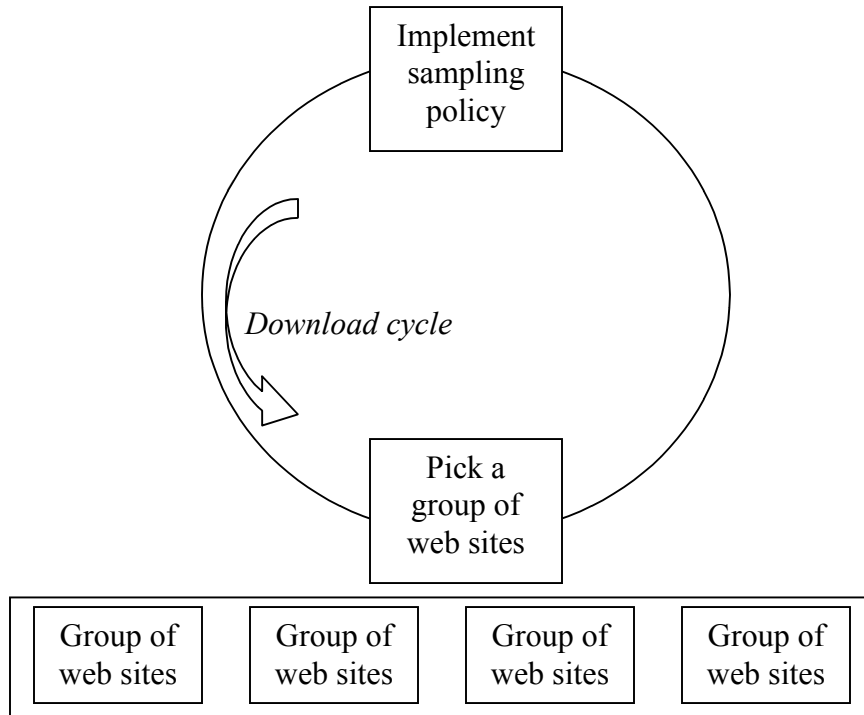 Implement
sampling
policy
Download cycle
Pick a
group of
web sites
Group of
web sites
Group of
web sites
Group of
web sites
Group of
web sites